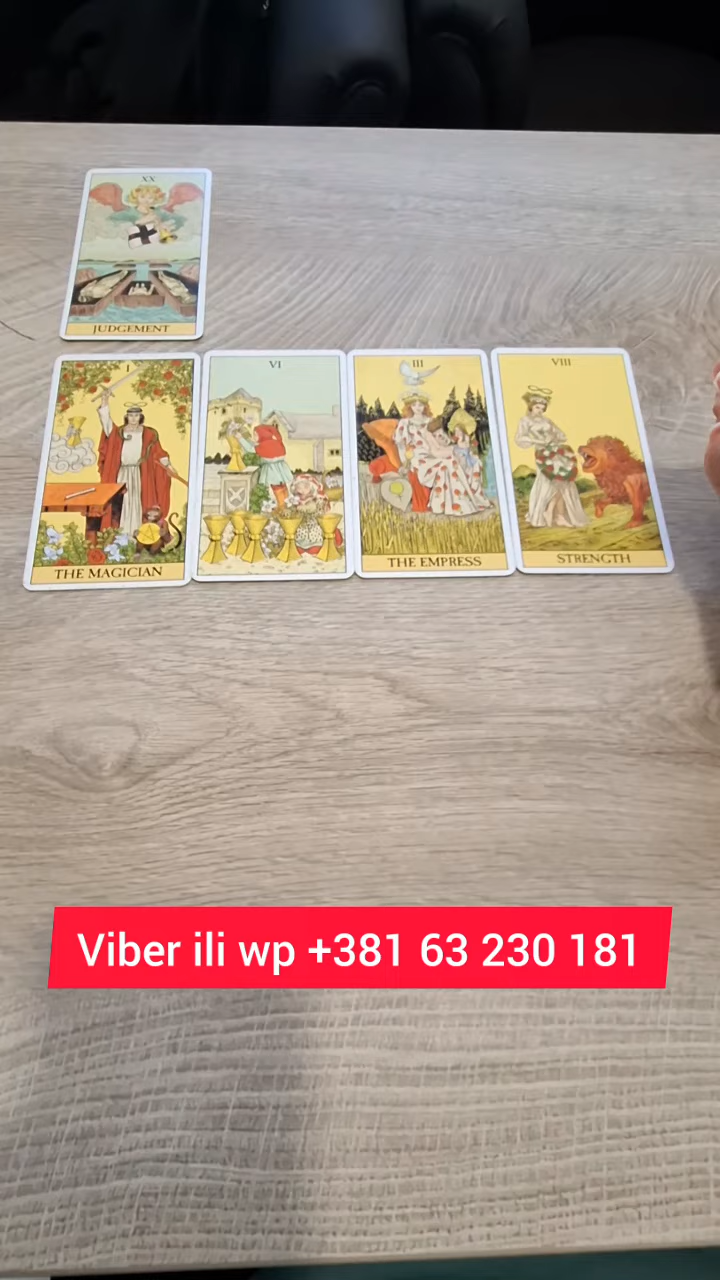 XX
JUDGEMENT
I
VI
III
VIII
THE MAGICIAN
THE EMPRESS
STRENGTH
Viber ili wp +381 63 230 181